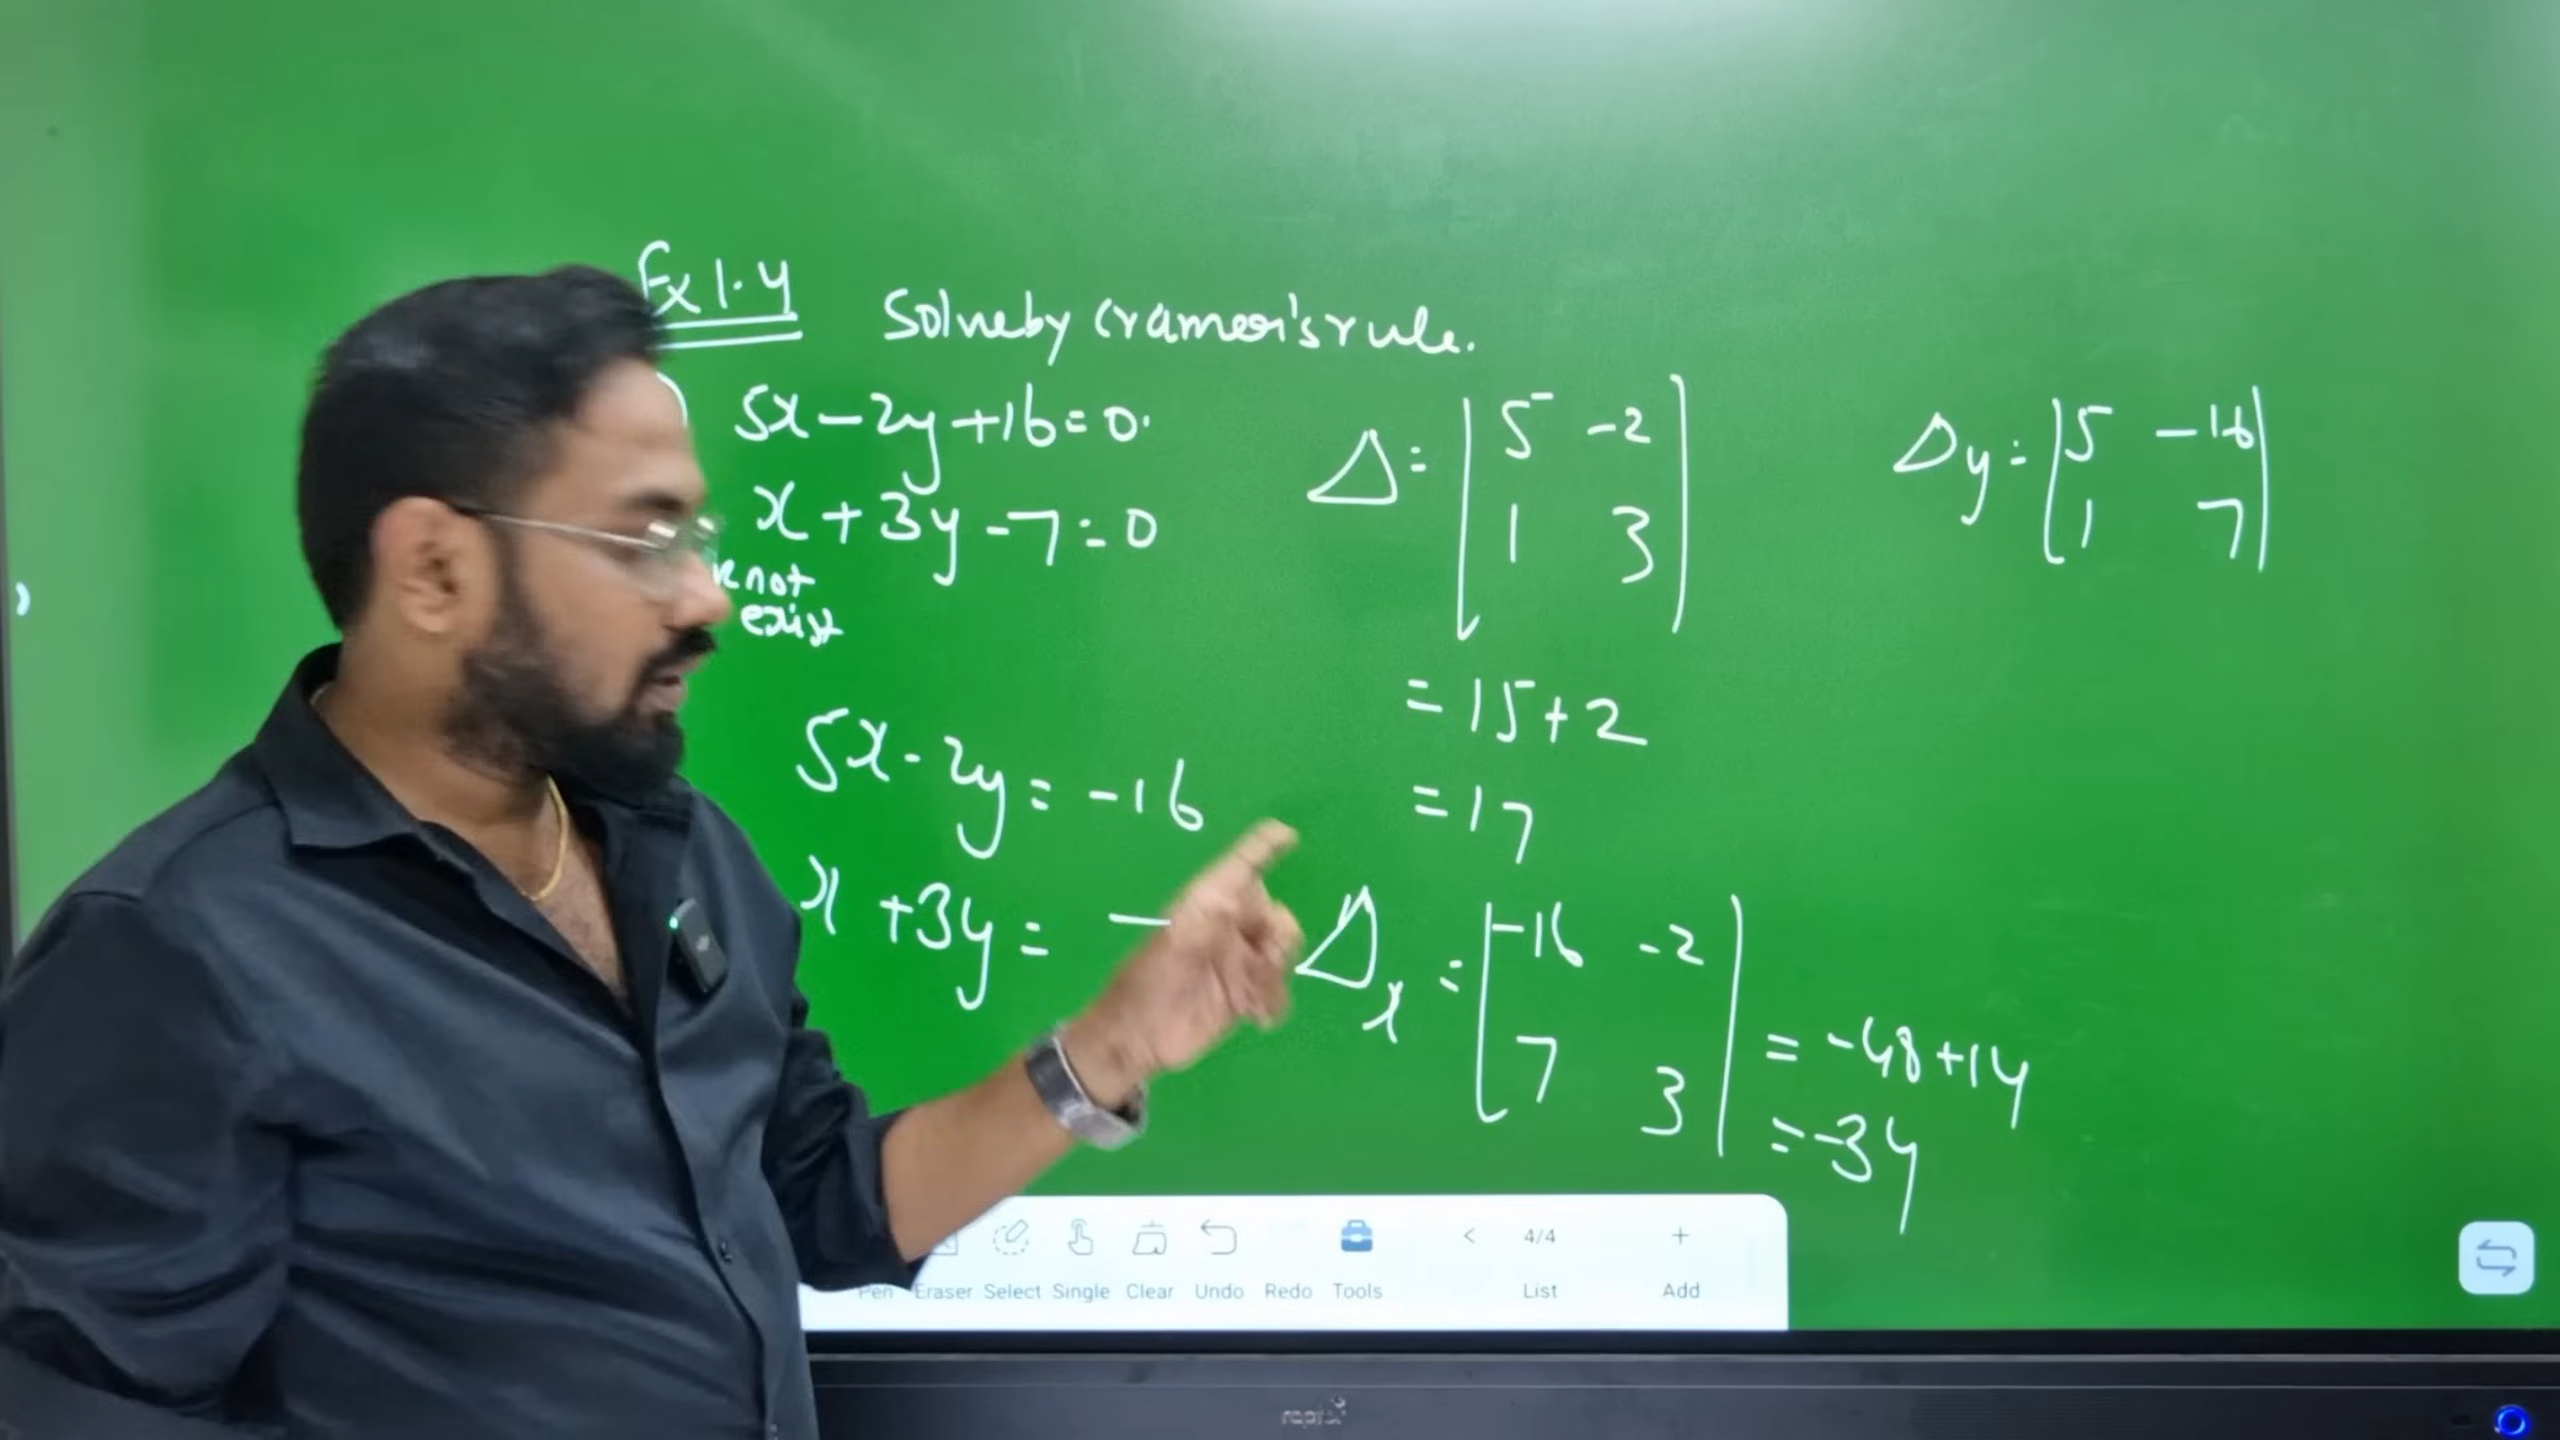 Ex 1.4
Solve by cramer's rule.
5x-2y+16=0.
x+3y-7=0
not
exist
5x-2y=-16
x+3y=
Δ= |5 -2|
|1 3|
=15+2
=17
Δx = |-16 -2|
|7 3|
= -48+14
=-34
Δy= |5 -16|
|1 7|
Pen Eraser Select Single Clear Undo Redo Tools
< 4/4 +
List Add